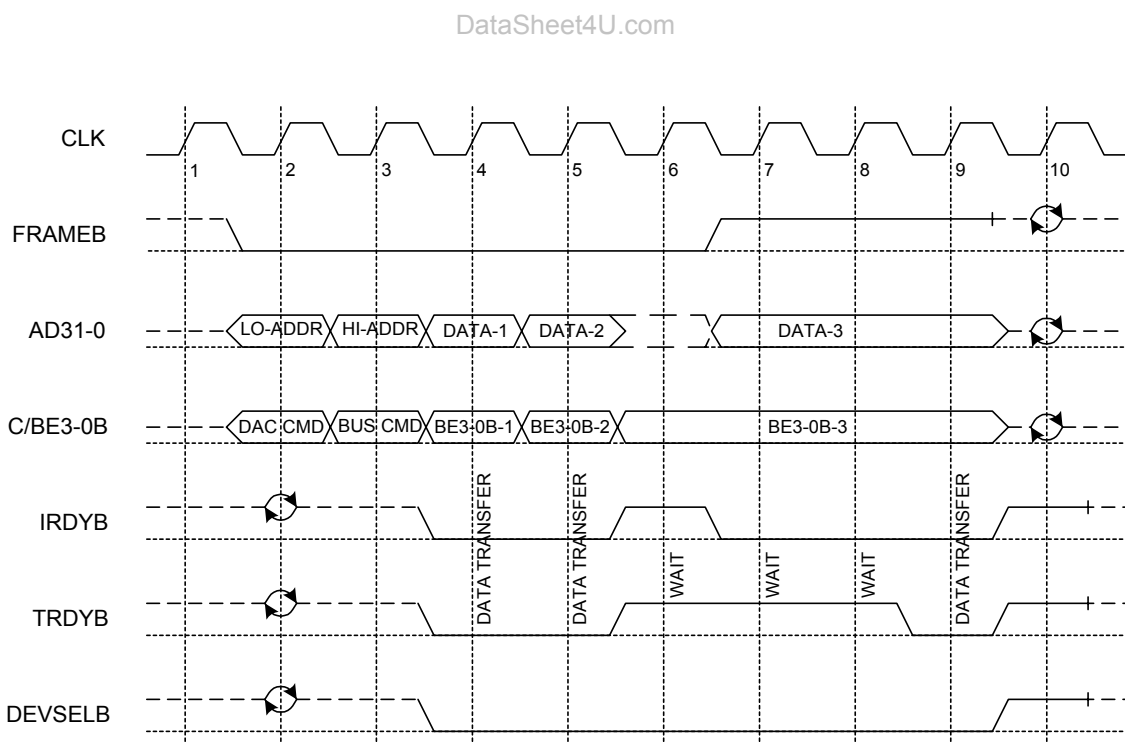 DataSheet4U.com
CLK
1 2 3 4 5 6 7 8 9 10
FRAMEB
AD31-0
LO-ADDR HI-ADDR DATA-1 DATA-2 DATA-3
C/BE3-0B
DAC CMD BUS CMD BE3-0B-1 BE3-0B-2 BE3-0B-3
IRDYB
DATA TRANSFER
DATA TRANSFER
WAIT
WAIT
WAIT
DATA TRANSFER
TRDYB
DEVSELB